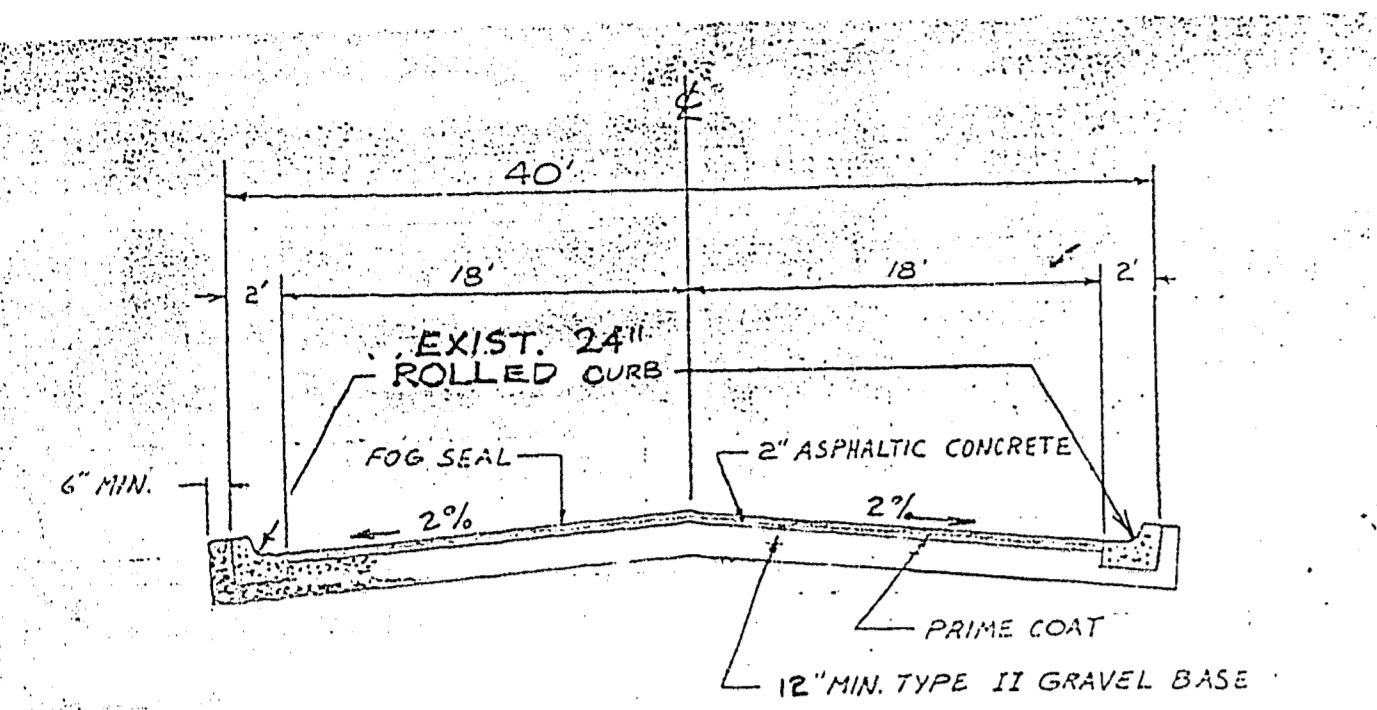 ℄
40'
2'
18'
18'
2'
EXIST. 24"
ROLLED CURB
FOG SEAL
2" ASPHALTIC CONCRETE
6" MIN.
2%
2%
PRIME COAT
12" MIN. TYPE II GRAVEL BASE